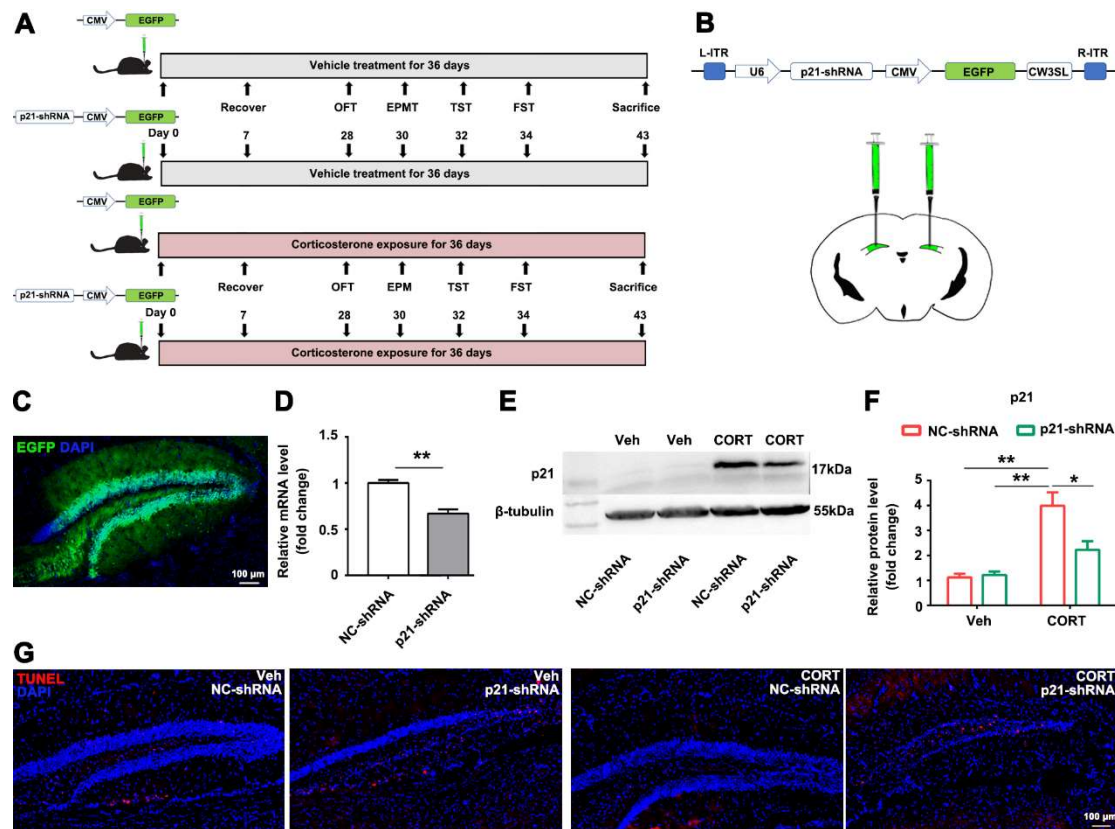 A
CMV EGFP
Vehicle treatment for 36 days
Recover OFT EPMT TST FST Sacrifice
p21-shRNA CMV EGFP
Day 0 7 28 30 32 34 43
Vehicle treatment for 36 days
CMV EGFP
Corticosterone exposure for 36 days
Recover OFT EPM TST FST Sacrifice
p21-shRNA CMV EGFP
Day 0 7 28 30 32 34 43
Corticosterone exposure for 36 days
B
L-ITR R-ITR
U6 p21-shRNA CMV EGFP CW3SL
C
EGFP DAPI
100 µm
D
Relative mRNA level
(fold change)
1.5
1.0
0.5
0.0
**
NC-shRNA
p21-shRNA
E
Veh Veh CORT CORT
p21 17kDa
β-tubulin 55kDa
NC-shRNA
p21-shRNA
NC-shRNA
p21-shRNA
F
p21
NC-shRNA p21-shRNA
Relative protein level
(fold change)
5
4
3
2
1
0
**
**
*
Veh CORT
G
TUNEL
DAPI
Veh
NC-shRNA
Veh
p21-shRNA
CORT
NC-shRNA
CORT
p21-shRNA
100 µm